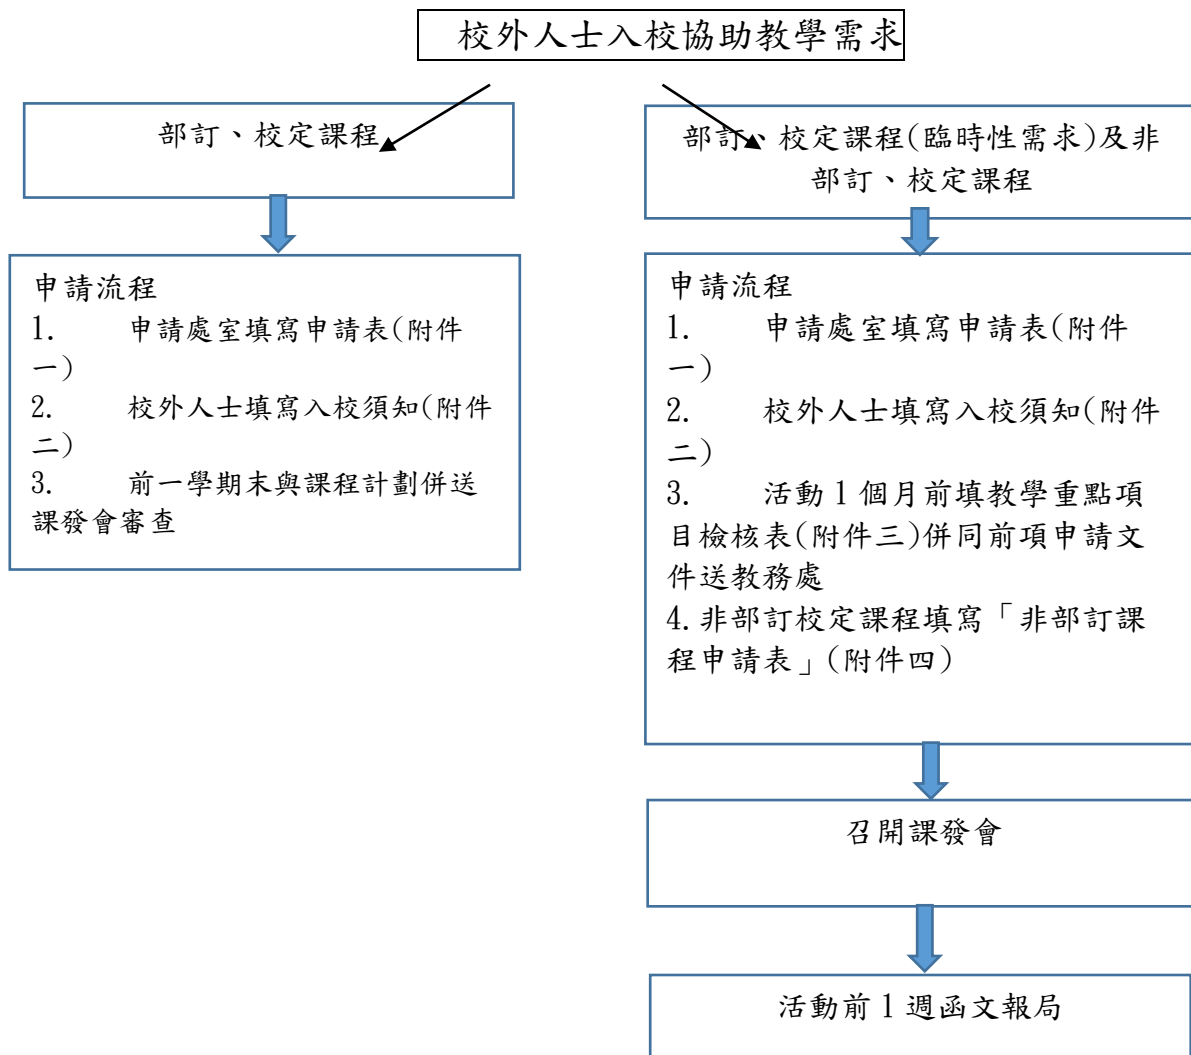 校外人士入校協助教學需求
部訂、校定課程
申請流程
1. 申請處室填寫申請表(附件
一)
2. 校外人士填寫入校須知(附件
二)
3. 前一學期末與課程計劃併送
課發會審查
部訂、校定課程(臨時性需求)及非
部訂、校定課程
申請流程
1. 申請處室填寫申請表(附件
一)
2. 校外人士填寫入校須知(附件
二)
3. 活動1個月前填教學重點項
目檢核表(附件三)併同前項申請文
件送教務處
4.非部訂校定課程填寫「非部訂課
程申請表」(附件四)
召開課發會
活動前1週函文報局